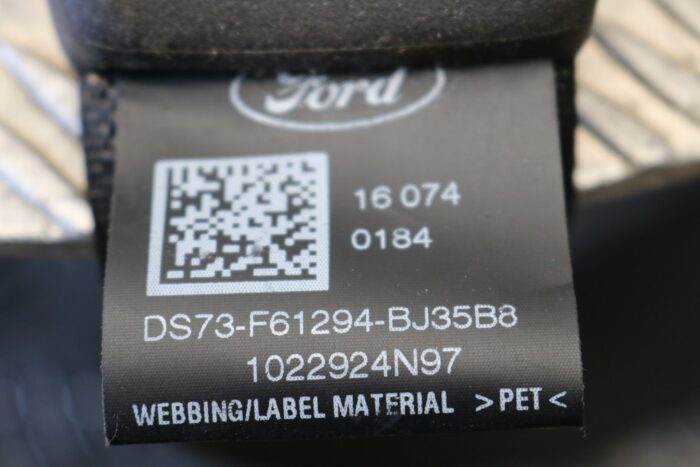 Ford
16 074
0184
DS73-F61294-BJ35B8
1022924N97
WEBBING/LABEL MATERIAL >PET<